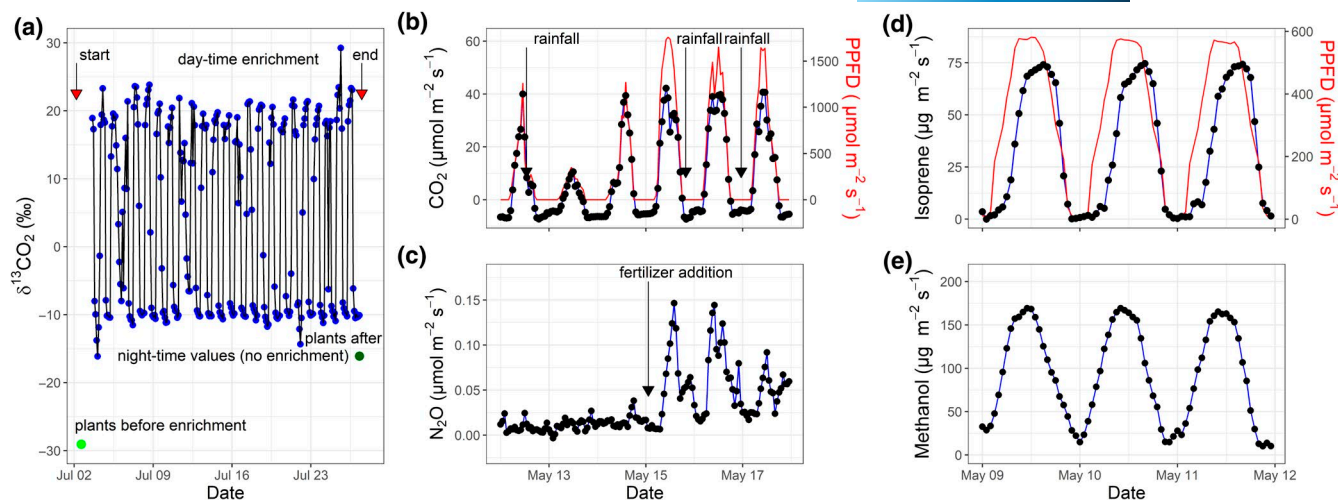 (a)
start
day-time enrichment
end
30
20
10
0
−10
−20
−30
δ¹³CO₂ (‰)
plants after
night-time values (no enrichment)
plants before enrichment
Jul 02
Jul 09
Jul 16
Jul 23
Date
(b)
rainfall
rainfall
rainfall
60
40
20
0
CO₂ (µmol m⁻² s⁻¹)
1500
1000
500
0
PPFD ( µmol m⁻² s⁻¹)
(c)
fertilizer addition
0.15
0.10
0.05
0.00
N₂O (µmol m⁻² s⁻¹)
May 13
May 15
May 17
Date
(d)
75
50
25
0
Isoprene (µg m⁻² s⁻¹)
600
400
200
0
PPFD ( µmol m⁻² s⁻¹)
(e)
200
150
100
50
0
Methanol (µg m⁻² s⁻¹)
May 09
May 10
May 11
May 12
Date